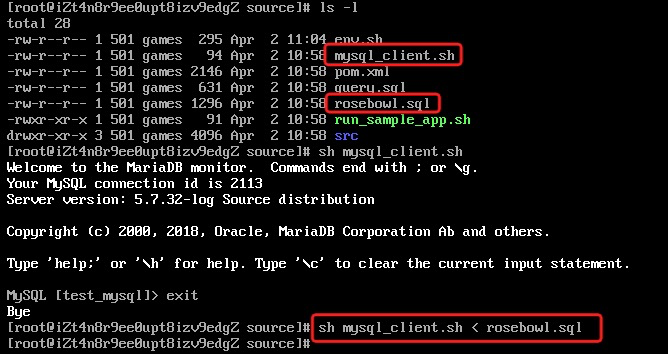 [root@iZt4n8r9ee0upt8izv9edgZ source]# ls -l
total 28
-rw-r--r-- 1 501 games  295 Apr  2 11:04 env.sh
-rw-r--r-- 1 501 games   94 Apr  2 10:58 mysql_client.sh
-rw-r--r-- 1 501 games 2146 Apr  2 10:58 pom.xml
-rw-r--r-- 1 501 games  631 Apr  2 10:58 query.sql
-rw-r--r-- 1 501 games 1296 Apr  2 10:58 rosebowl.sql
-rwxr-xr-x 1 501 games   91 Apr  2 10:58 run_sample_app.sh
drwxr-xr-x 3 501 games 4096 Apr  2 10:58 src
[root@iZt4n8r9ee0upt8izv9edgZ source]# sh mysql_client.sh
Welcome to the MariaDB monitor.  Commands end with ; or \g.
Your MySQL connection id is 2113
Server version: 5.7.32-log Source distribution
Copyright (c) 2000, 2018, Oracle, MariaDB Corporation Ab and others.
Type 'help;' or '\h' for help. Type '\c' to clear the current input statement.
MySQL [test_mysql]> exit
Bye
[root@iZt4n8r9ee0upt8izv9edgZ source]# sh mysql_client.sh < rosebowl.sql
[root@iZt4n8r9ee0upt8izv9edgZ source]#